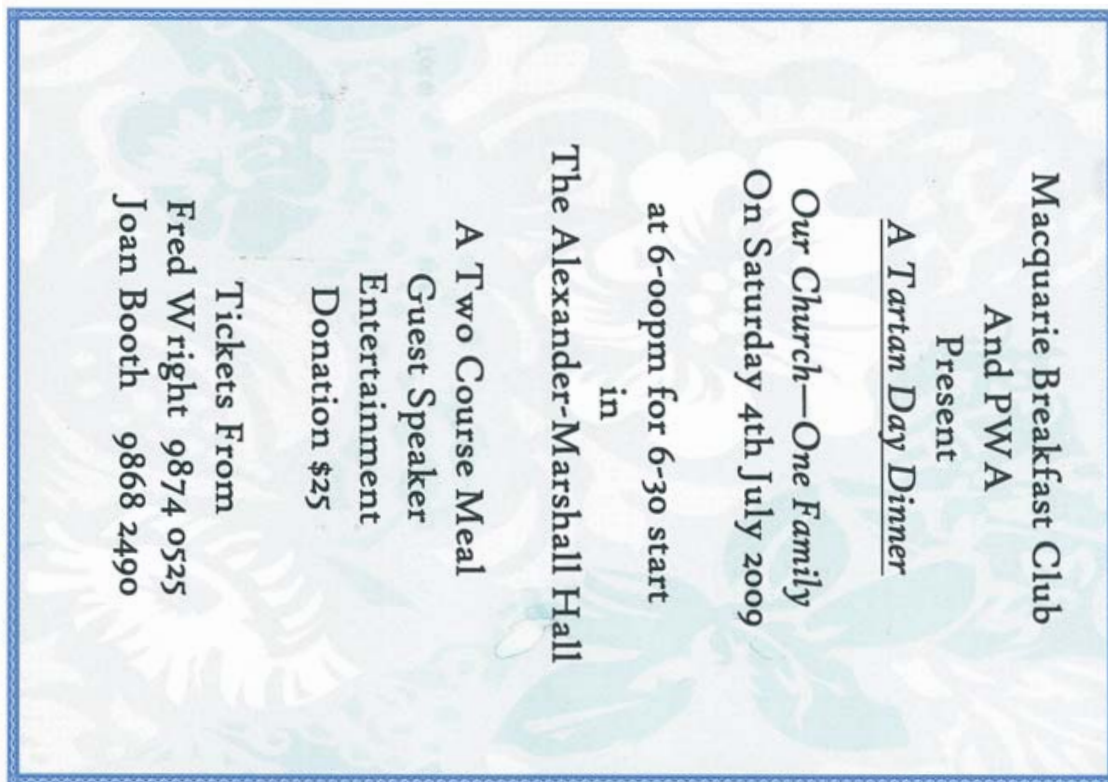 Macquarie Breakfast Club
And PWA
Present
A Tartan Day Dinner
Our Church—One Family
On Saturday 4th July 2009
at 6-00pm for 6-30 start
in
The Alexander-Marshall Hall
A Two Course Meal
Guest Speaker
Entertainment
Donation $25
Tickets From
Fred Wright 9874 0525
Joan Booth 9868 2490